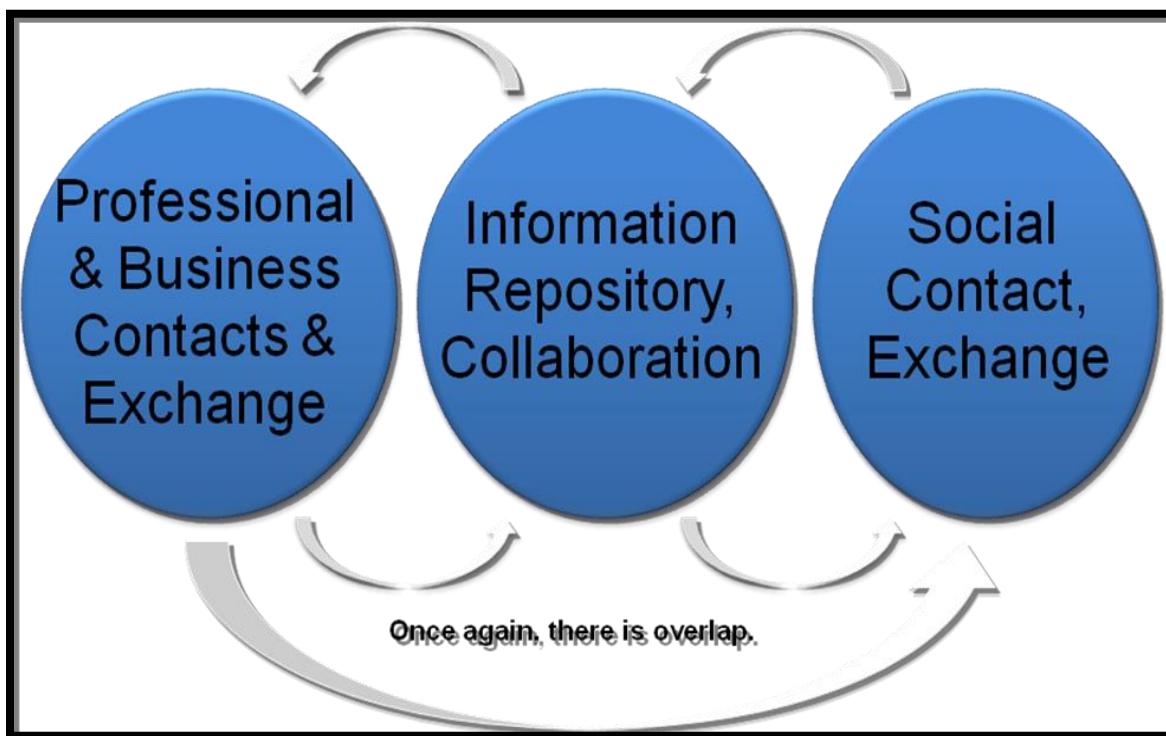 Professional
& Business
Contacts &
Exchange
Information
Repository,
Collaboration
Social
Contact,
Exchange
Once again, there is overlap.